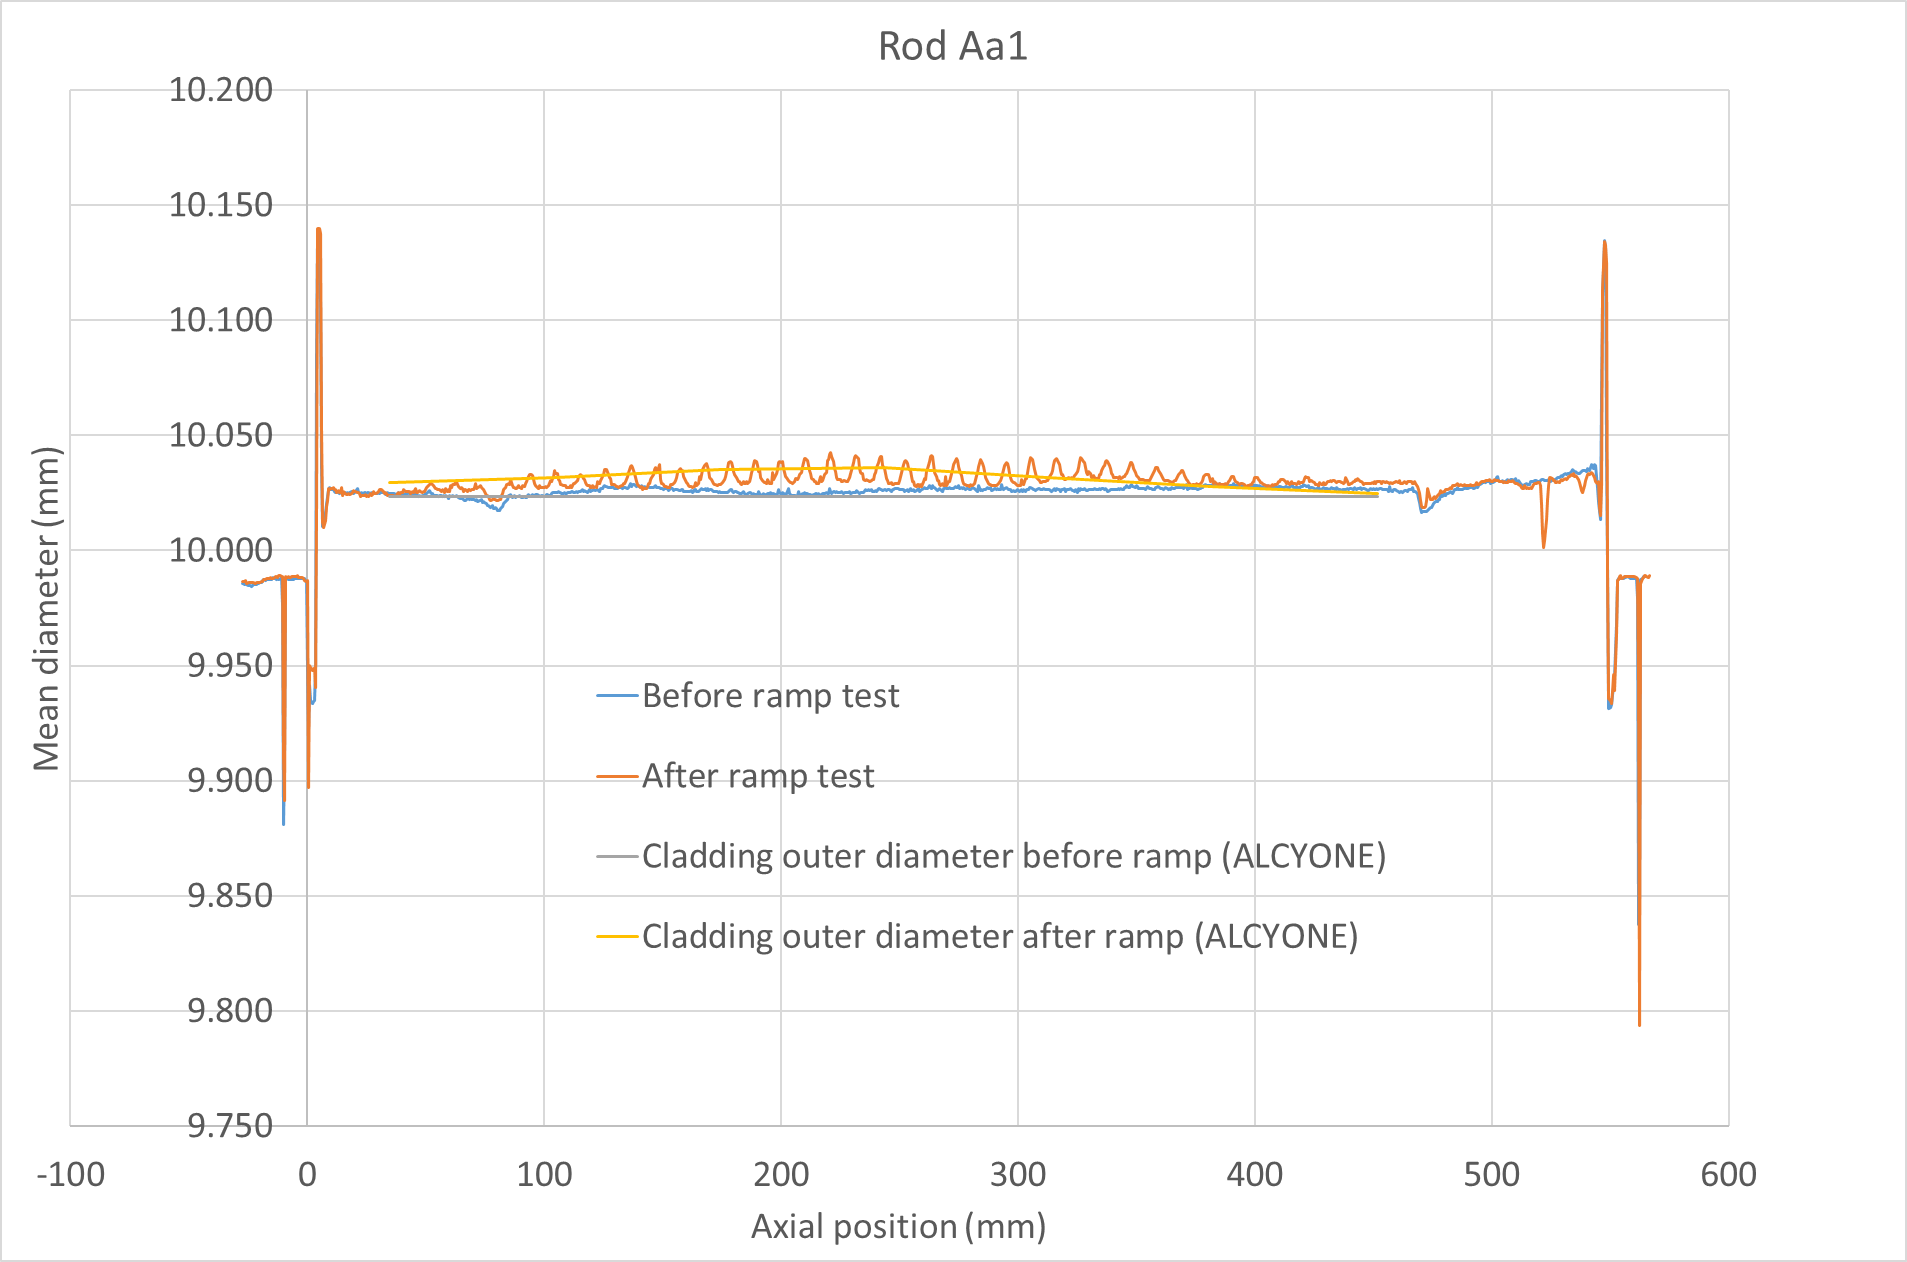 Rod Aa1
10.200
10.150
10.100
10.050
10.000
9.950
9.900
9.850
9.800
9.750
Mean diameter (mm)
Before ramp test
After ramp test
Cladding outer diameter before ramp (ALCYONE)
Cladding outer diameter after ramp (ALCYONE)
-100 0 100 200 300 400 500 600
Axial position (mm)